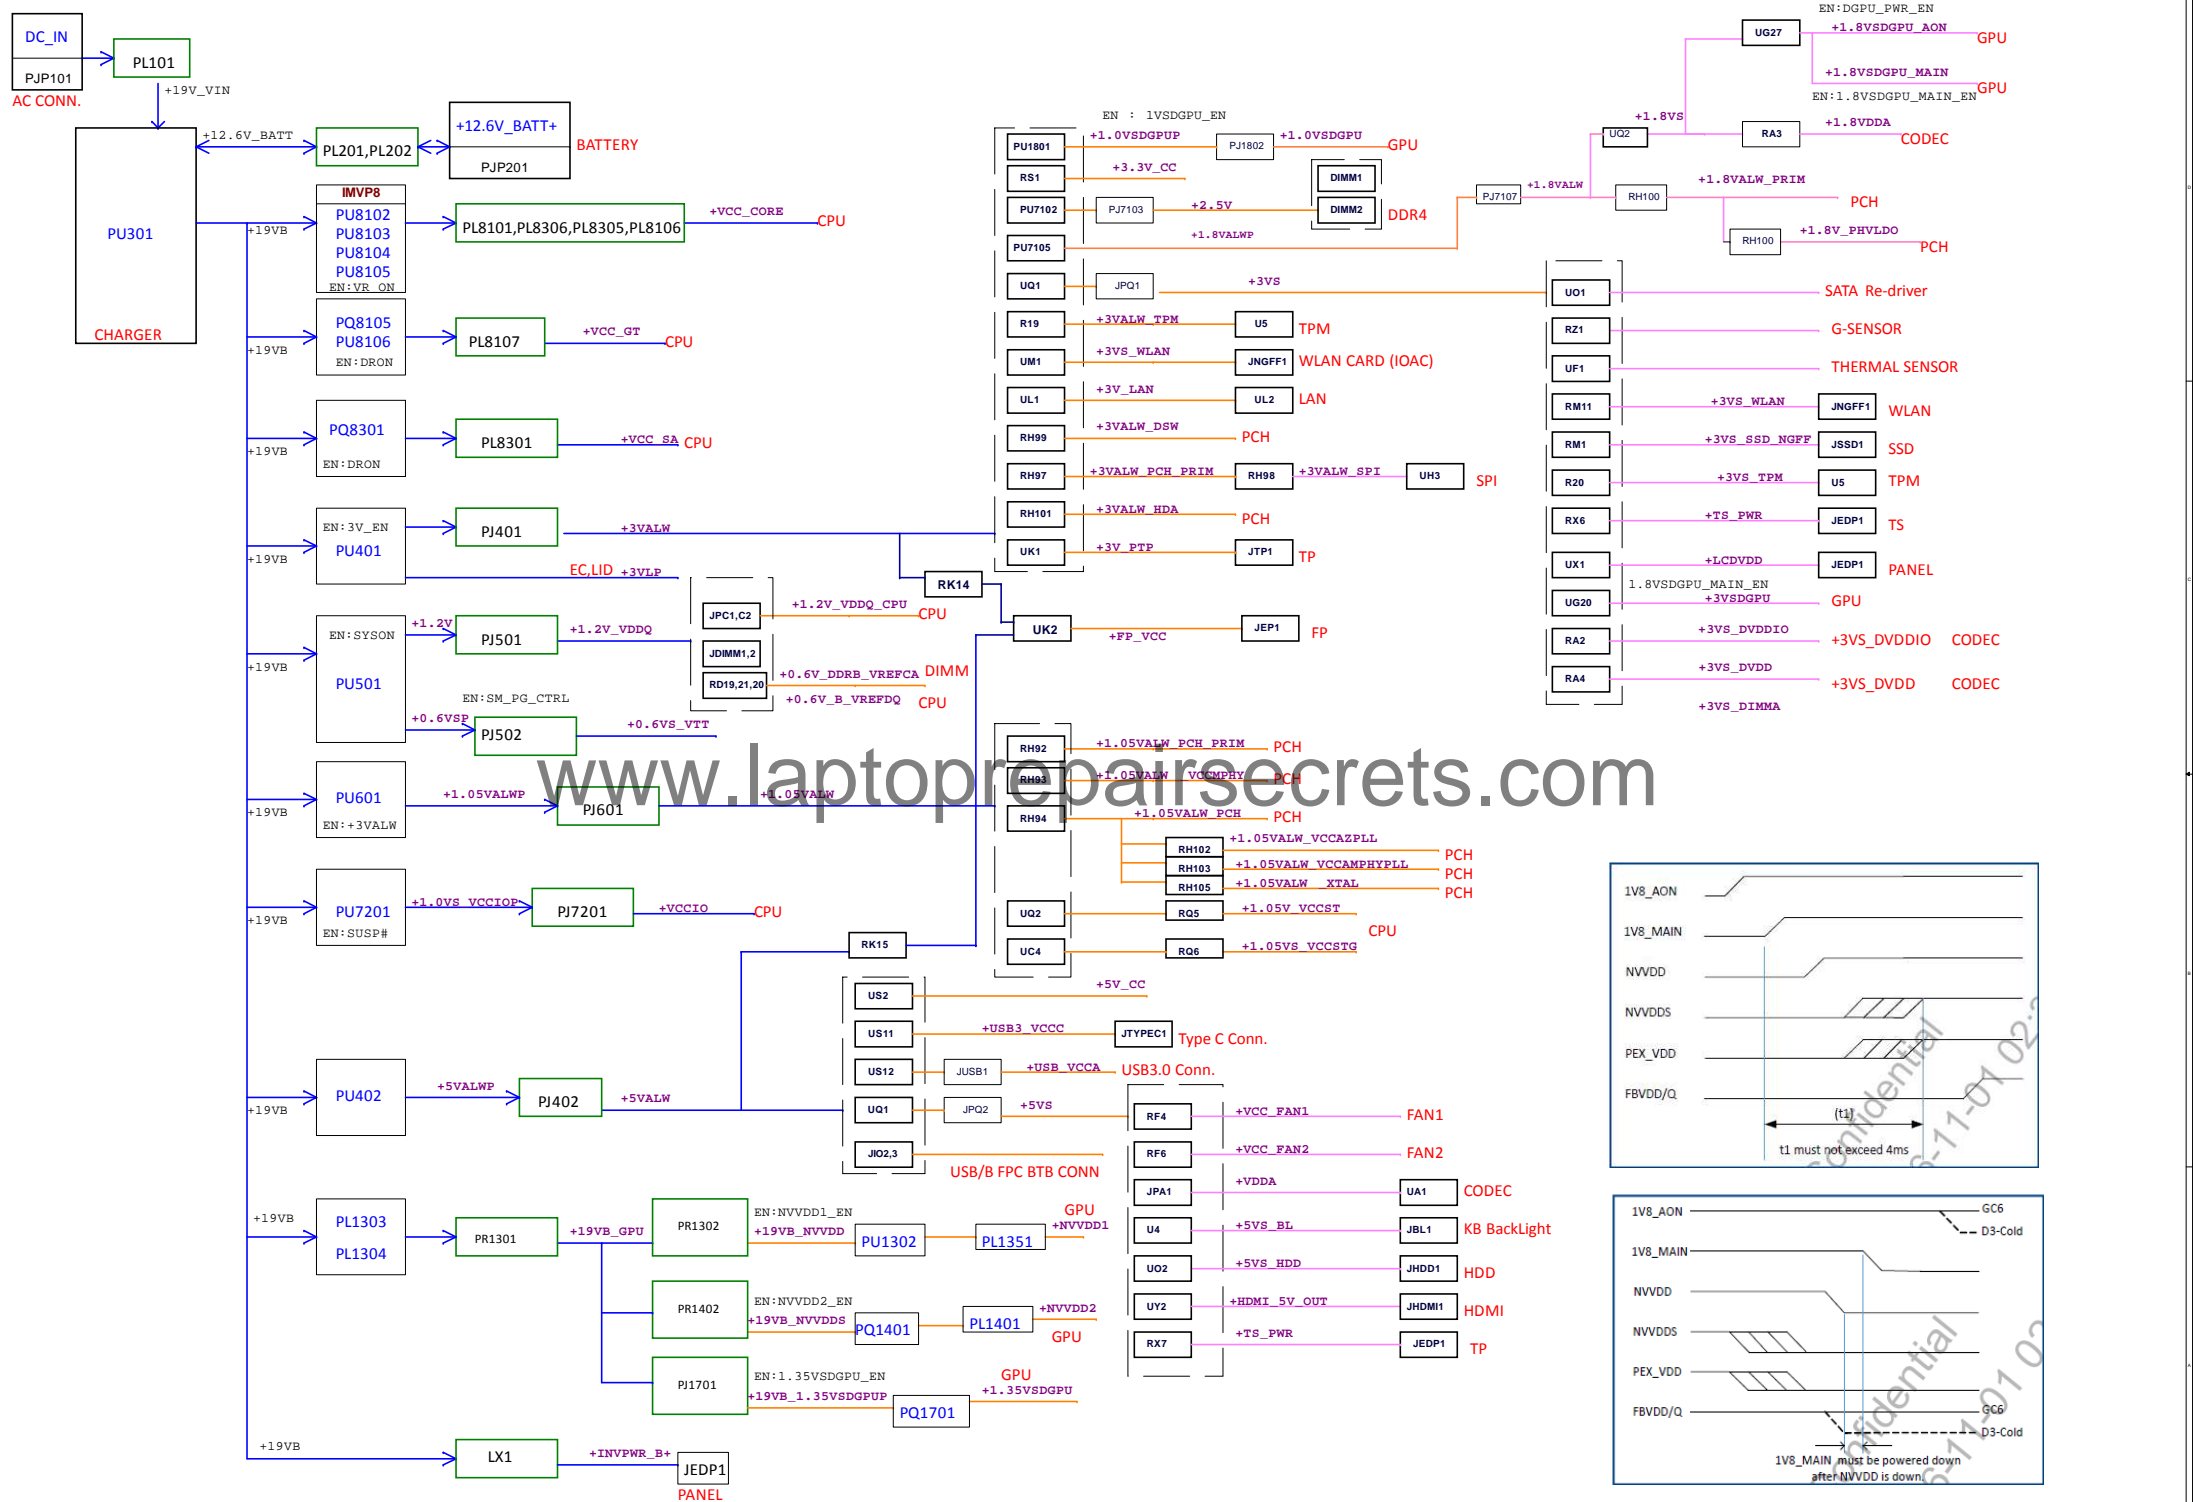 DC_IN
PJP101
AC CONN.
PL101
+19V_VIN
PU301
CHARGER
+12.6V_BATT
PL201,PL202
+12.6V_BATT+
PJP201
BATTERY
+19VB
IMVP8
PU8102
PU8103
PU8104
PU8105
EN:VR_ON
PL8101,PL8306,PL8305,PL8106
+VCC_CORE
CPU
+19VB
PQ8105
PU8106
EN:DRON
PL8107
+VCC_GT
CPU
+19VB
PQ8301
EN:DRON
PL8301
+VCC_SA
CPU
+19VB
EN:3V_EN
PU401
PJ401
+3VALW
EC,LID
+3VLP
RK14
+19VB
EN:SYSON
PU501
+1.2V
PJ501
+1.2V_VDDQ
JPC1,C2
+1.2V_VDDQ_CPU
CPU
JDIMM1,2
RD19,21,20
+0.6V_DDRB_VREFCA
DIMM
+0.6V_B_VREFDQ
CPU
EN:SM_PG_CTRL
+0.6VSP
PJ502
+0.6VS_VTT
UK2
+FP_VCC
JEP1
FP
+19VB
PU601
EN:+3VALW
+1.05VALWP
PJ601
+1.05VALW
+19VB
PU7201
EN:SUSP#
+1.0VS_VCCIOP
PJ7201
+VCCIO
CPU
RK15
+19VB
PU402
+5VALWP
PJ402
+5VALW
US2
+5V_CC
US11
+USB3_VCCC
JTYPEC1
Type C Conn.
US12
JUSB1
+USB_VCCA
USB3.0 Conn.
UQ1
JPQ2
+5VS
JIO2,3
USB/B FPC BTB CONN
RF4
+VCC_FAN1
FAN1
RF6
+VCC_FAN2
FAN2
JPA1
+VDDA
UA1
CODEC
U4
+5VS_BL
JBL1
KB BackLight
UO2
+5VS_HDD
JHDD1
HDD
UY2
+HDMI_5V_OUT
JHDMI1
HDMI
RX7
+TS_PWR
JEDP1
TP
+19VB
PL1303
PL1304
PR1301
+19VB_GPU
PR1302
EN:NVVDD1_EN
+19VB_NVVDD
PU1302
PL1351
GPU
+NVVDD1
PR1402
EN:NVVDD2_EN
+19VB_NVVDDS
PQ1401
PL1401
+NVVDD2
GPU
PJ1701
EN:1.35VSDGPU_EN
+19VB_1.35VSDGPUP
PQ1701
GPU
+1.35VSDGPU
+19VB
LX1
+INVPWR_B+
JEDP1
PANEL
EN : 1VSDGPU_EN
PU1801
+1.0VSDGPUP
PJ1802
+1.0VSDGPU
GPU
RS1
+3.3V_CC
DIMM1
PU7102
PJ7103
+2.5V
DIMM2
DDR4
PU7105
+1.8VALWP
UQ1
JPQ1
+3VS
R19
+3VALW_TPM
U5
TPM
UM1
+3VS_WLAN
JNGFF1
WLAN CARD (IOAC)
UL1
+3V_LAN
UL2
LAN
RH99
+3VALW_DSW
PCH
RH97
+3VALW_PCH_PRIM
RH98
+3VALW_SPI
UH3
SPI
RH101
+3VALW_HDA
PCH
UK1
+3V_PTP
JTP1
TP
RH92
+1.05VALW_PCH_PRIM
PCH
RH93
+1.05VALW _VCCMPHY
PCH
RH94
+1.05VALW_PCH
PCH
RH102
+1.05VALW_VCCAZPLL
PCH
RH103
+1.05VALW_VCCAMPHYPLL
PCH
RH105
+1.05VALW _XTAL
PCH
UQ2
RQ5
+1.05V_VCCST
CPU
UC4
RQ6
+1.05VS_VCCSTG
EN:DGPU_PWR_EN
UG27
+1.8VSDGPU_AON
GPU
+1.8VSDGPU_MAIN
GPU
EN:1.8VSDGPU_MAIN_EN
+1.8VS
UQ2
RA3
+1.8VDDA
CODEC
PJ7107
+1.8VALW
RH100
+1.8VALW_PRIM
PCH
RH100
+1.8V_PHVLDO
PCH
UO1
SATA Re-driver
RZ1
G-SENSOR
UF1
THERMAL SENSOR
RM11
+3VS_WLAN
JNGFF1
WLAN
RM1
+3VS_SSD_NGFF
JSSD1
SSD
R20
+3VS_TPM
U5
TPM
RX6
+TS_PWR
JEDP1
TS
UX1
+LCDVDD
JEDP1
PANEL
1.8VSDGPU_MAIN_EN
UG20
+3VSDGPU
GPU
RA2
+3VS_DVDDIO
+3VS_DVDDIO CODEC
RA4
+3VS_DVDD
+3VS_DVDD CODEC
+3VS_DIMMA
www.laptoprepairsecrets.com
1V8_AON
1V8_MAIN
NVVDD
NVVDDS
PEX_VDD
FBVDD/Q
(t1)
t1 must not exceed 4ms
1V8_AON
GC6
D3-Cold
1V8_MAIN
NVVDD
NVVDDS
PEX_VDD
FBVDD/Q
GC6
D3-Cold
1V8_MAIN must be powered down
after NVVDD is down.